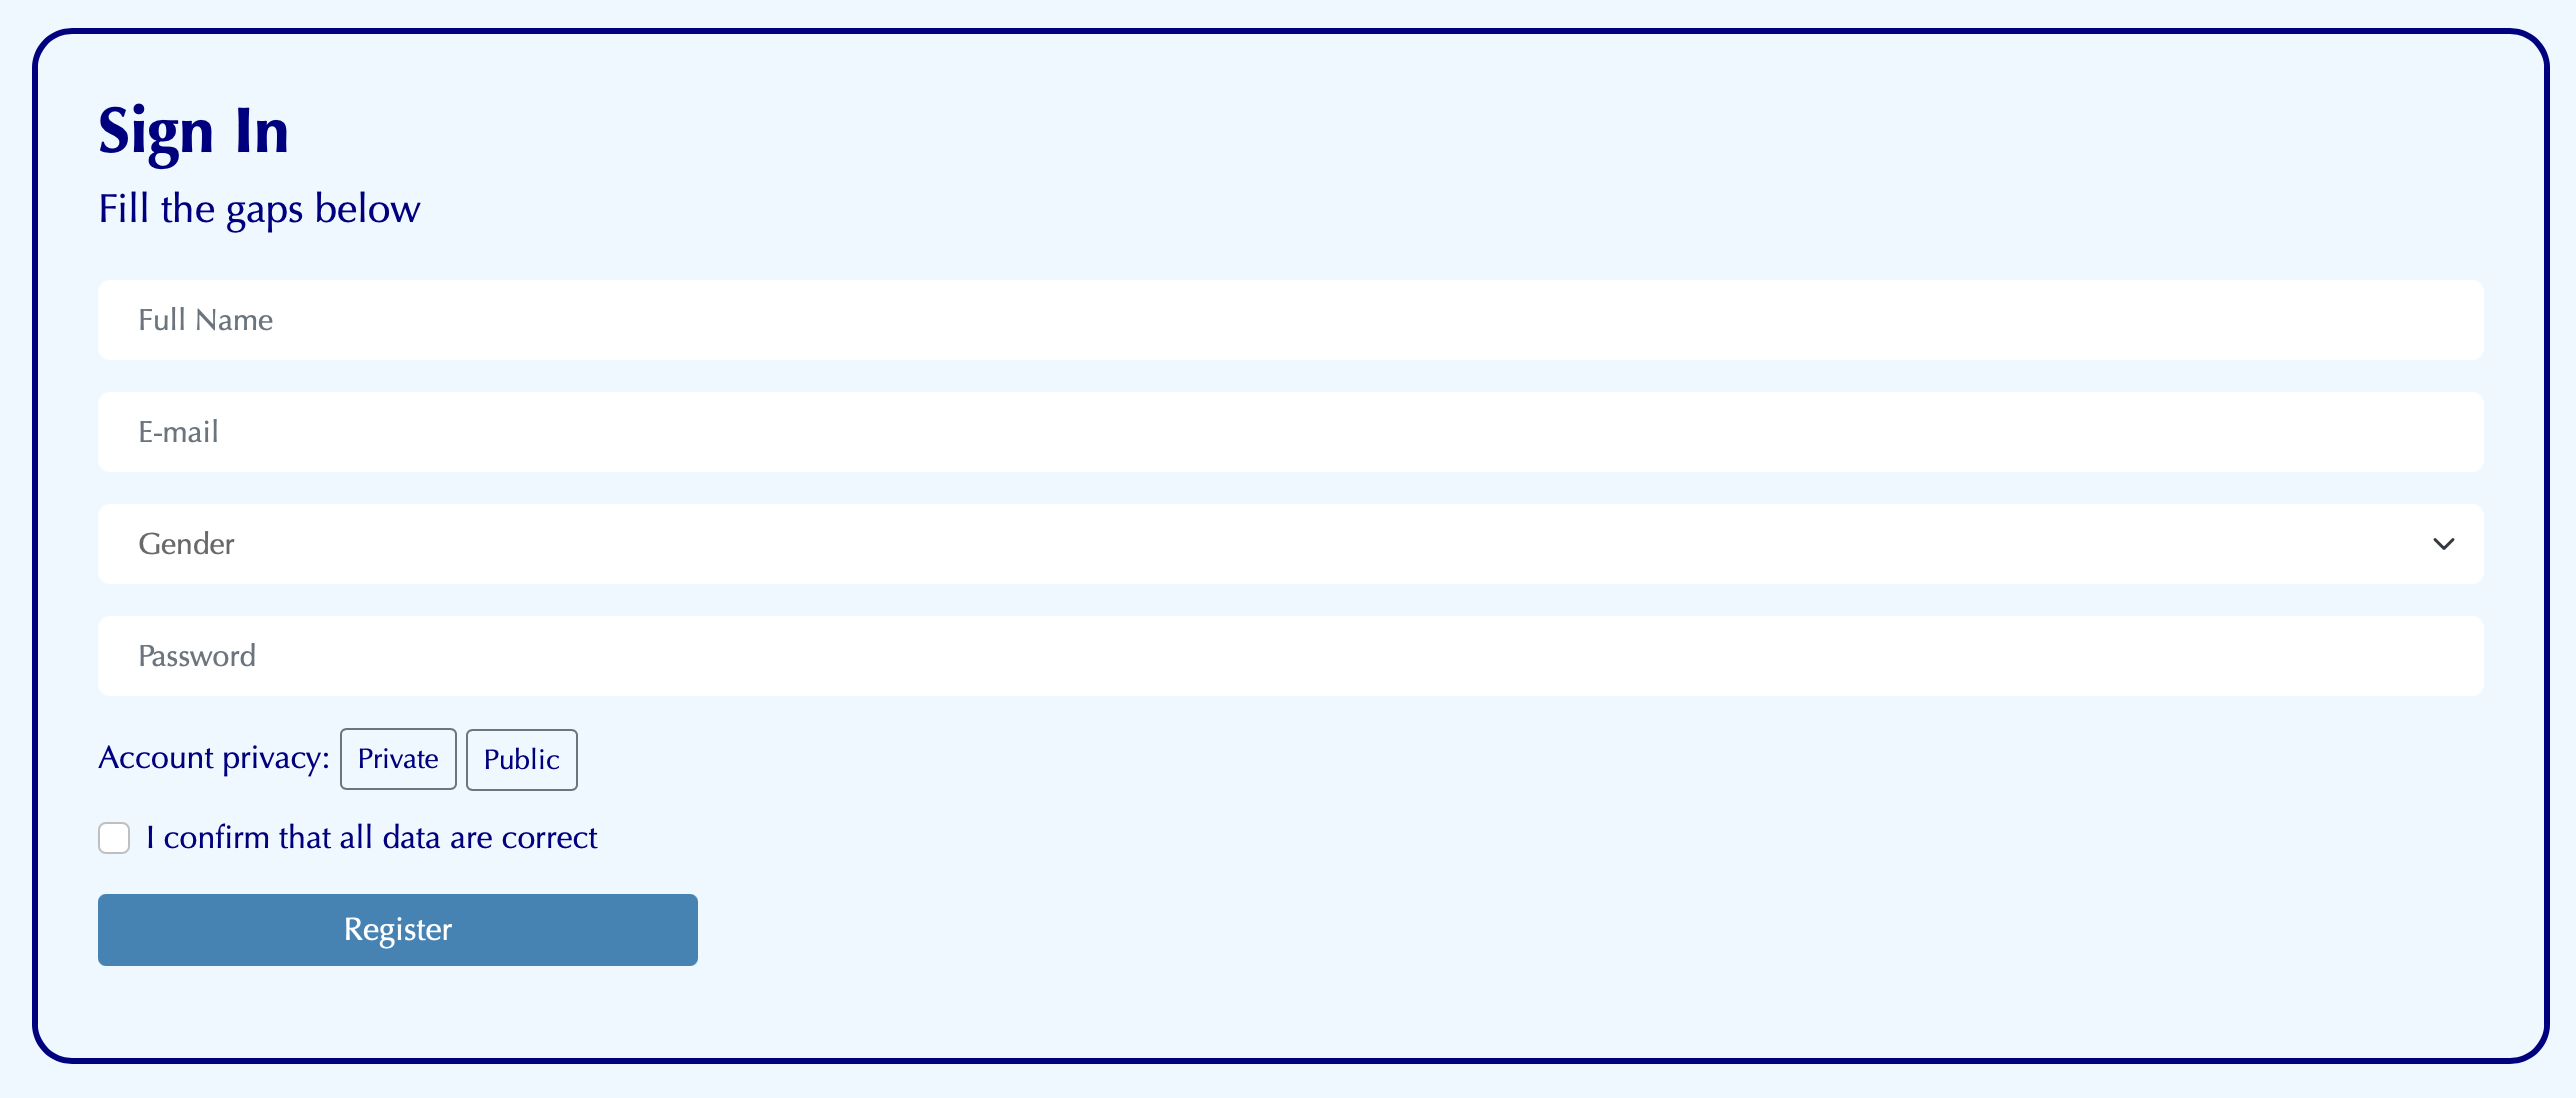 Sign In
Fill the gaps below
Full Name
E-mail
Gender
Password
Account privacy: Private Public
I confirm that all data are correct
Register